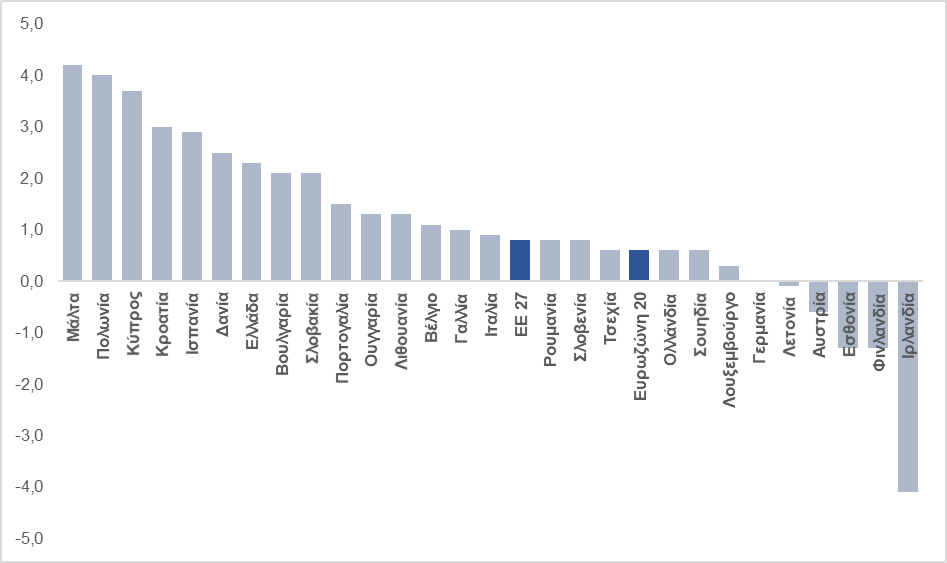 5,0
4,0
3,0
2,0
1,0
0,0
-1,0
-2,0
-3,0
-4,0
-5,0
Μάλτα
Πολωνία
Κύπρος
Κροατία
Ισπανία
Δανία
Ελλάδα
Βουλγαρία
Σλοβακία
Πορτογαλία
Ουγγαρία
Λιθουανία
Βέλγιο
Γαλλία
Ιταλία
ΕΕ 27
Ρουμανία
Σλοβενία
Τσεχία
Ευρωζώνη 20
Ολλάνδία
Σουηδία
Λουξεμβούργο
Γερμανία
Λετονία
Αυστρία
Εσθονία
Φινλανδία
Ιρλανδία